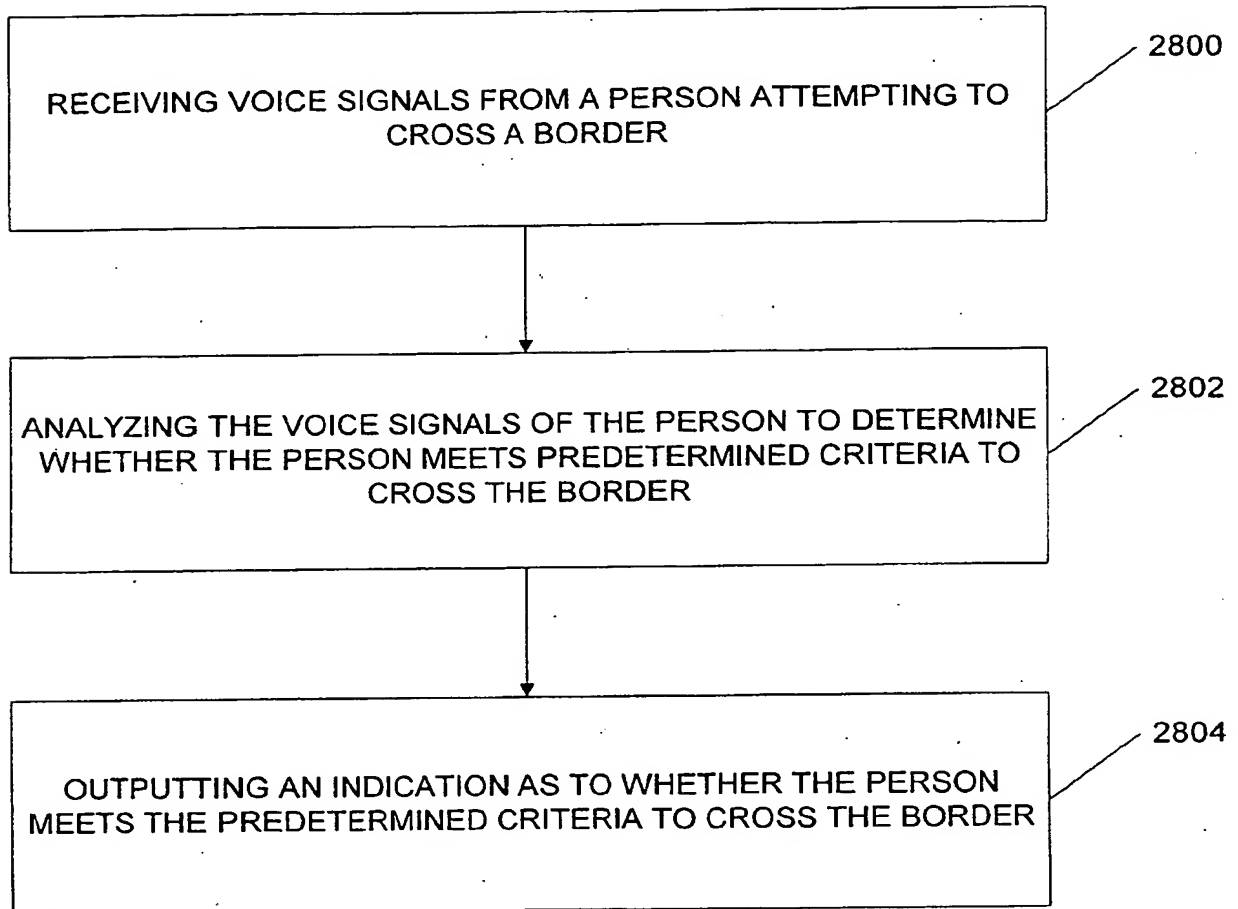 2800
RECEIVING VOICE SIGNALS FROM A PERSON ATTEMPTING TO
CROSS A BORDER
2802
ANALYZING THE VOICE SIGNALS OF THE PERSON TO DETERMINE
WHETHER THE PERSON MEETS PREDETERMINED CRITERIA TO
CROSS THE BORDER
2804
OUTPUTTING AN INDICATION AS TO WHETHER THE PERSON
MEETS THE PREDETERMINED CRITERIA TO CROSS THE BORDER